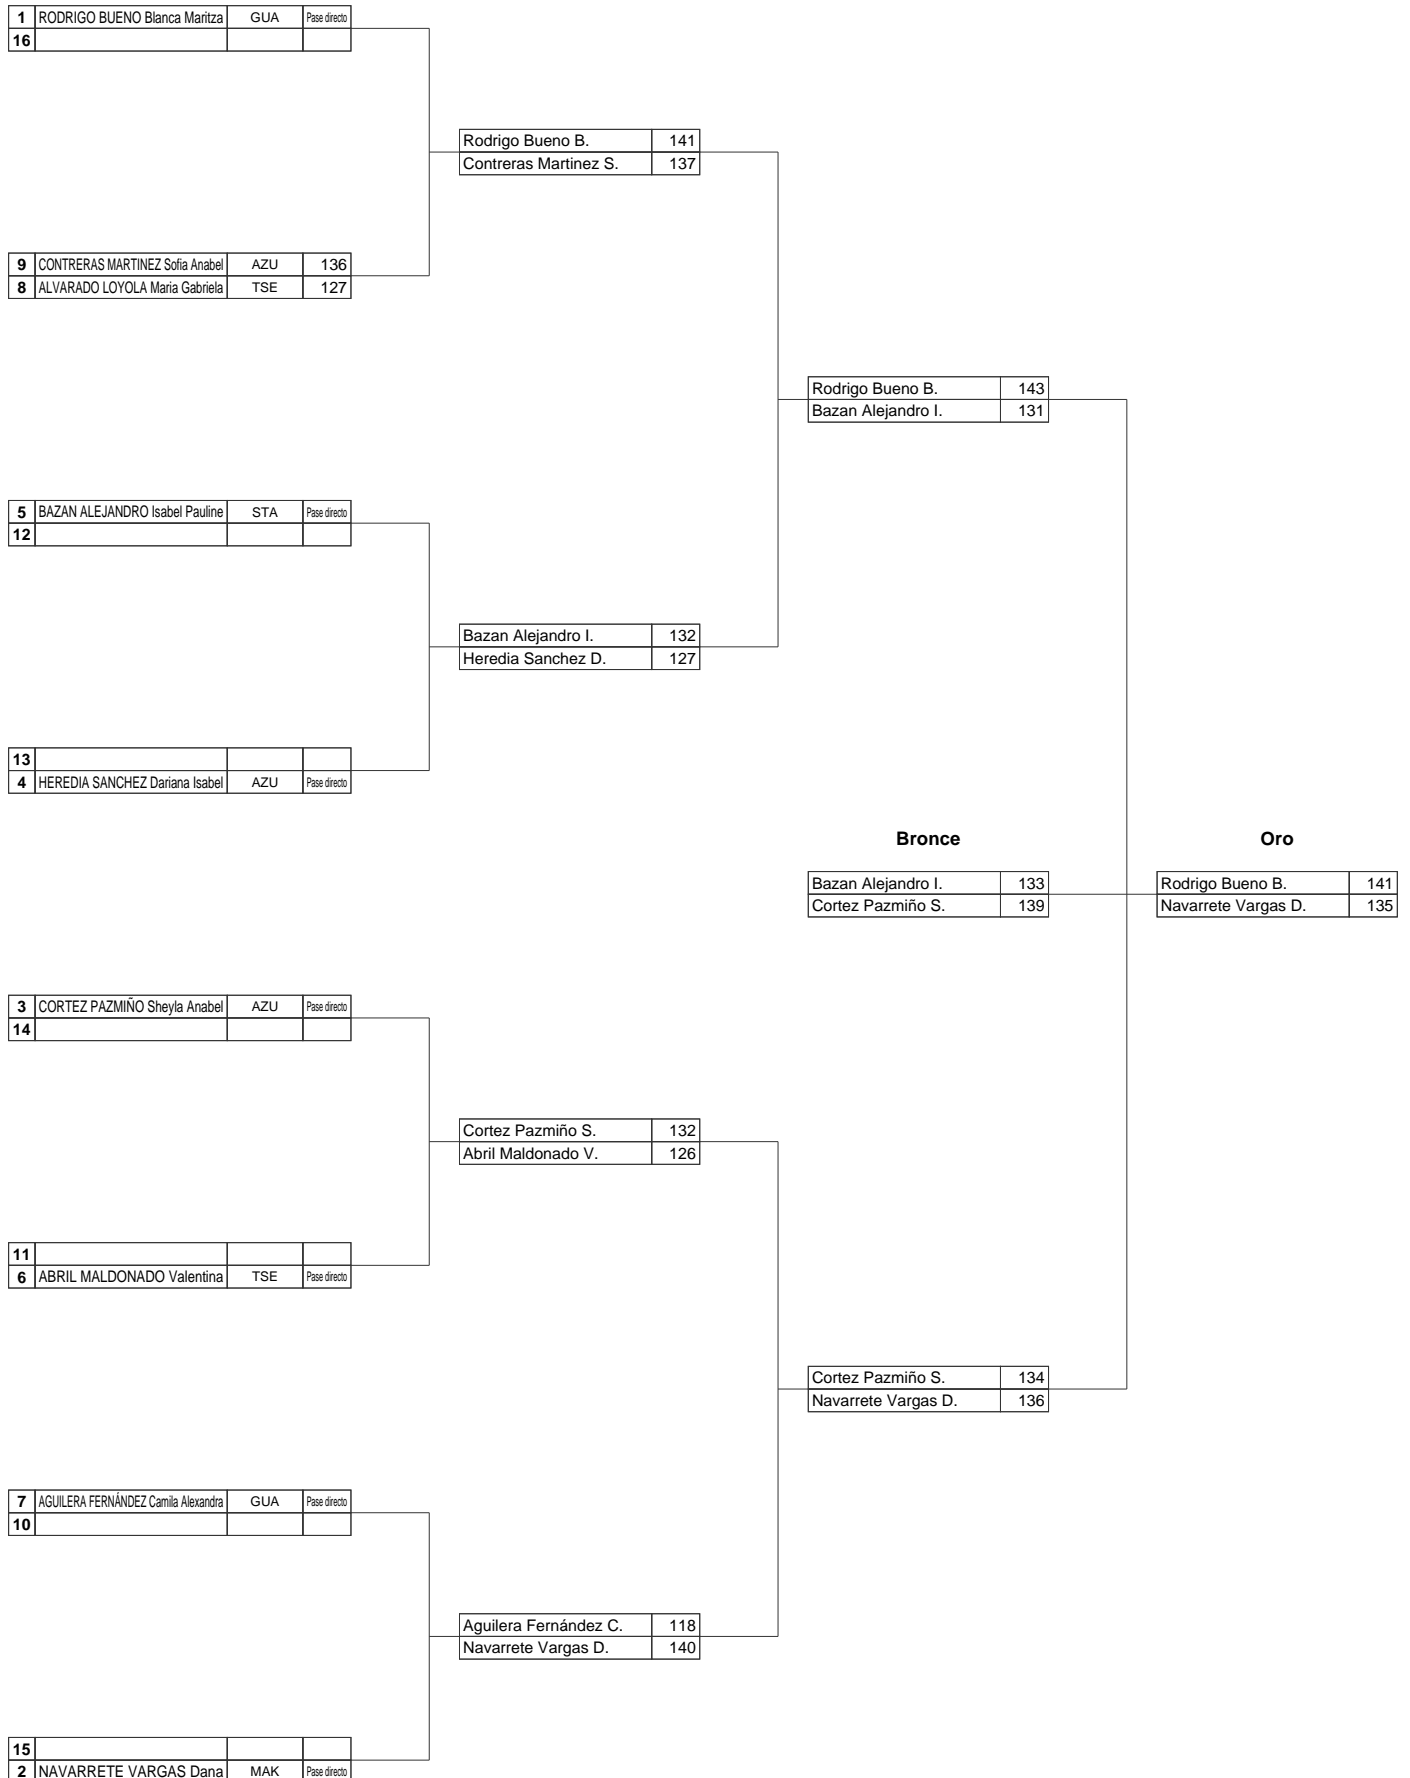 1 RODRIGO BUENO Blanca Maritza GUA Pase directo
16
Rodrigo Bueno B. 141
Contreras Martinez S. 137
9 CONTRERAS MARTINEZ Sofia Anabel AZU 136
8 ALVARADO LOYOLA Maria Gabriela TSE 127
Rodrigo Bueno B. 143
Bazan Alejandro I. 131
5 BAZAN ALEJANDRO Isabel Pauline STA Pase directo
12
Bazan Alejandro I. 132
Heredia Sanchez D. 127
13
4 HEREDIA SANCHEZ Dariana Isabel AZU Pase directo
Bronce Oro
Bazan Alejandro I. 133 Rodrigo Bueno B. 141
Cortez Pazmiño S. 139 Navarrete Vargas D. 135
3 CORTEZ PAZMIÑO Sheyla Anabel AZU Pase directo
14
Cortez Pazmiño S. 132
Abril Maldonado V. 126
11
6 ABRIL MALDONADO Valentina TSE Pase directo
Cortez Pazmiño S. 134
Navarrete Vargas D. 136
7 AGUILERA FERNÁNDEZ Camila Alexandra GUA Pase directo
10
Aguilera Fernández C. 118
Navarrete Vargas D. 140
15
2 NAVARRETE VARGAS Dana MAK Pase directo